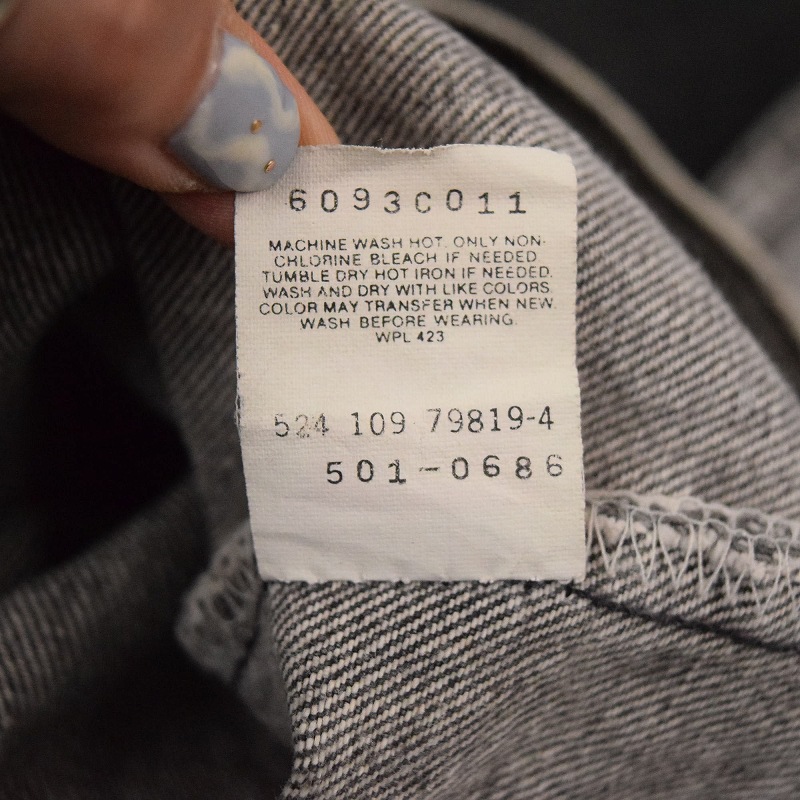 6093C011
MACHINE WASH HOT. ONLY NON-
CHLORINE BLEACH IF NEEDED
TUMBLE DRY HOT IRON IF NEEDED.
WASH AND DRY WITH LIKE COLORS.
COLOR MAY TRANSFER WHEN NEW.
WASH BEFORE WEARING.
WPL 423
524 109 79819-4
501-0686